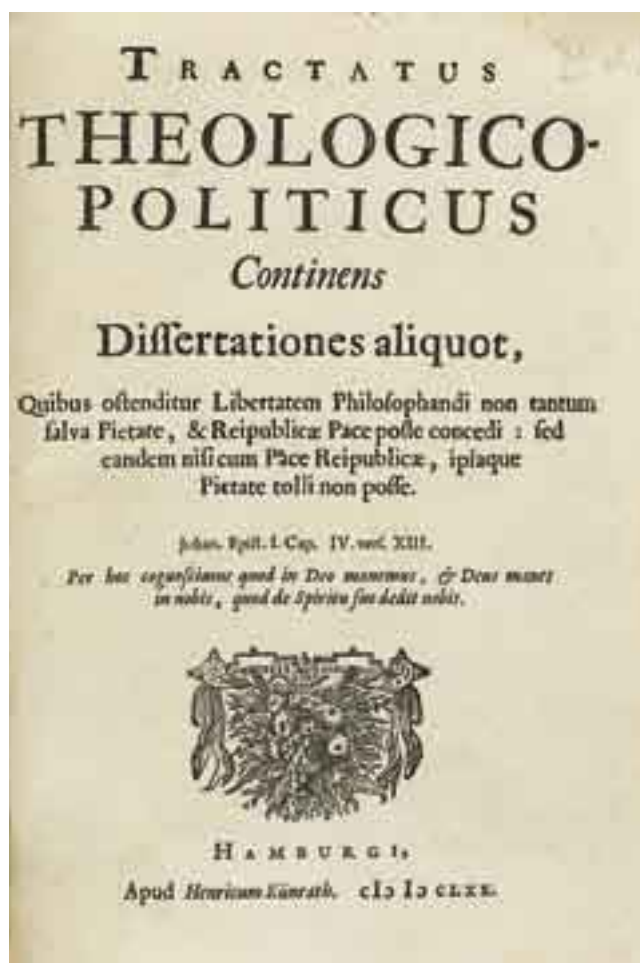 TRACTATUS
THEOLOGICO-
POLITICUS
Continens
Diſſertationes aliquot,
Quibus oſtenditur Libertatem Philoſophandi non tantum
ſalva Pietate, & Reipublicæ Pace poſſe concedi : ſed
eandem niſi cum Pace Reipublicæ, ipſaque
Pietate tolli non poſſe.
Johan. Epiſt. I. Cap. IV. verſ. XIII.
Per hoc cognoſcimus quod in Deo manemus, & Deus manet
in nobis, quod de Spiritu ſuo dedit nobis.
HAMBURGI,
Apud Henricum Künrath. cIↄ Iↄ CLXX.